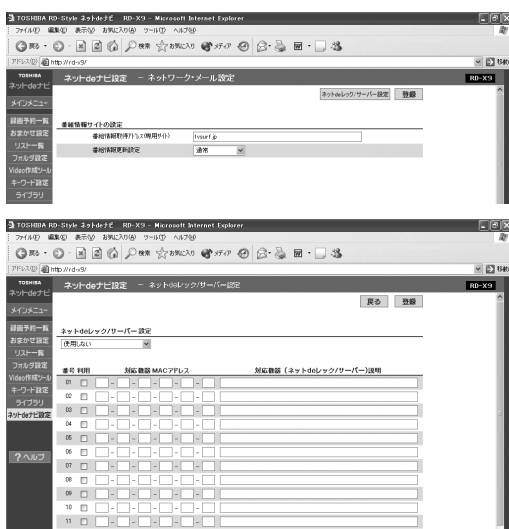 TOSHIBA RD-Style ネットdeナビ RD-X9 - Microsoft Internet Explorer
ファイル(F) 編集(E) 表示(V) お気に入り(A) ツール(T) ヘルプ(H)
戻る 検索 お気に入り メディア
アドレス(D) http://rd-x9/ 移動
TOSHIBA
ネットdeナビ
ネットdeナビ設定 － ネットワーク・メール設定
RD-X9
ネットdeレック/サーバー設定 登録
メインメニュー
録画予約一覧
おまかせ設定
リスト一覧
フォルダ設定
Video作成ツール
キーワード設定
ライブラリ
番組情報サイトの設定
番組情報取得アドレス(専用サイト) tvsurf.jp
番組情報更新設定 通常
TOSHIBA RD-Style ネットdeナビ RD-X9 - Microsoft Internet Explorer
ファイル(F) 編集(E) 表示(V) お気に入り(A) ツール(T) ヘルプ(H)
戻る 検索 お気に入り メディア
アドレス(D) http://rd-x9/ 移動
TOSHIBA
ネットdeナビ
ネットdeナビ設定 － ネットdeレック/サーバー設定
RD-X9
戻る 登録
メインメニュー
録画予約一覧
おまかせ設定
リスト一覧
フォルダ設定
Video作成ツール
キーワード設定
ライブラリ
ネットdeナビ設定
?ヘルプ
ネットdeレック/サーバー設定
使用しない
番号 利用 対応機器 MACアドレス 対応機器（ネットdeレック/サーバー）説明
01 - - - - -
02 - - - - -
03 - - - - -
04 - - - - -
05 - - - - -
06 - - - - -
07 - - - - -
08 - - - - -
09 - - - - -
10 - - - - -
11 - - - - -